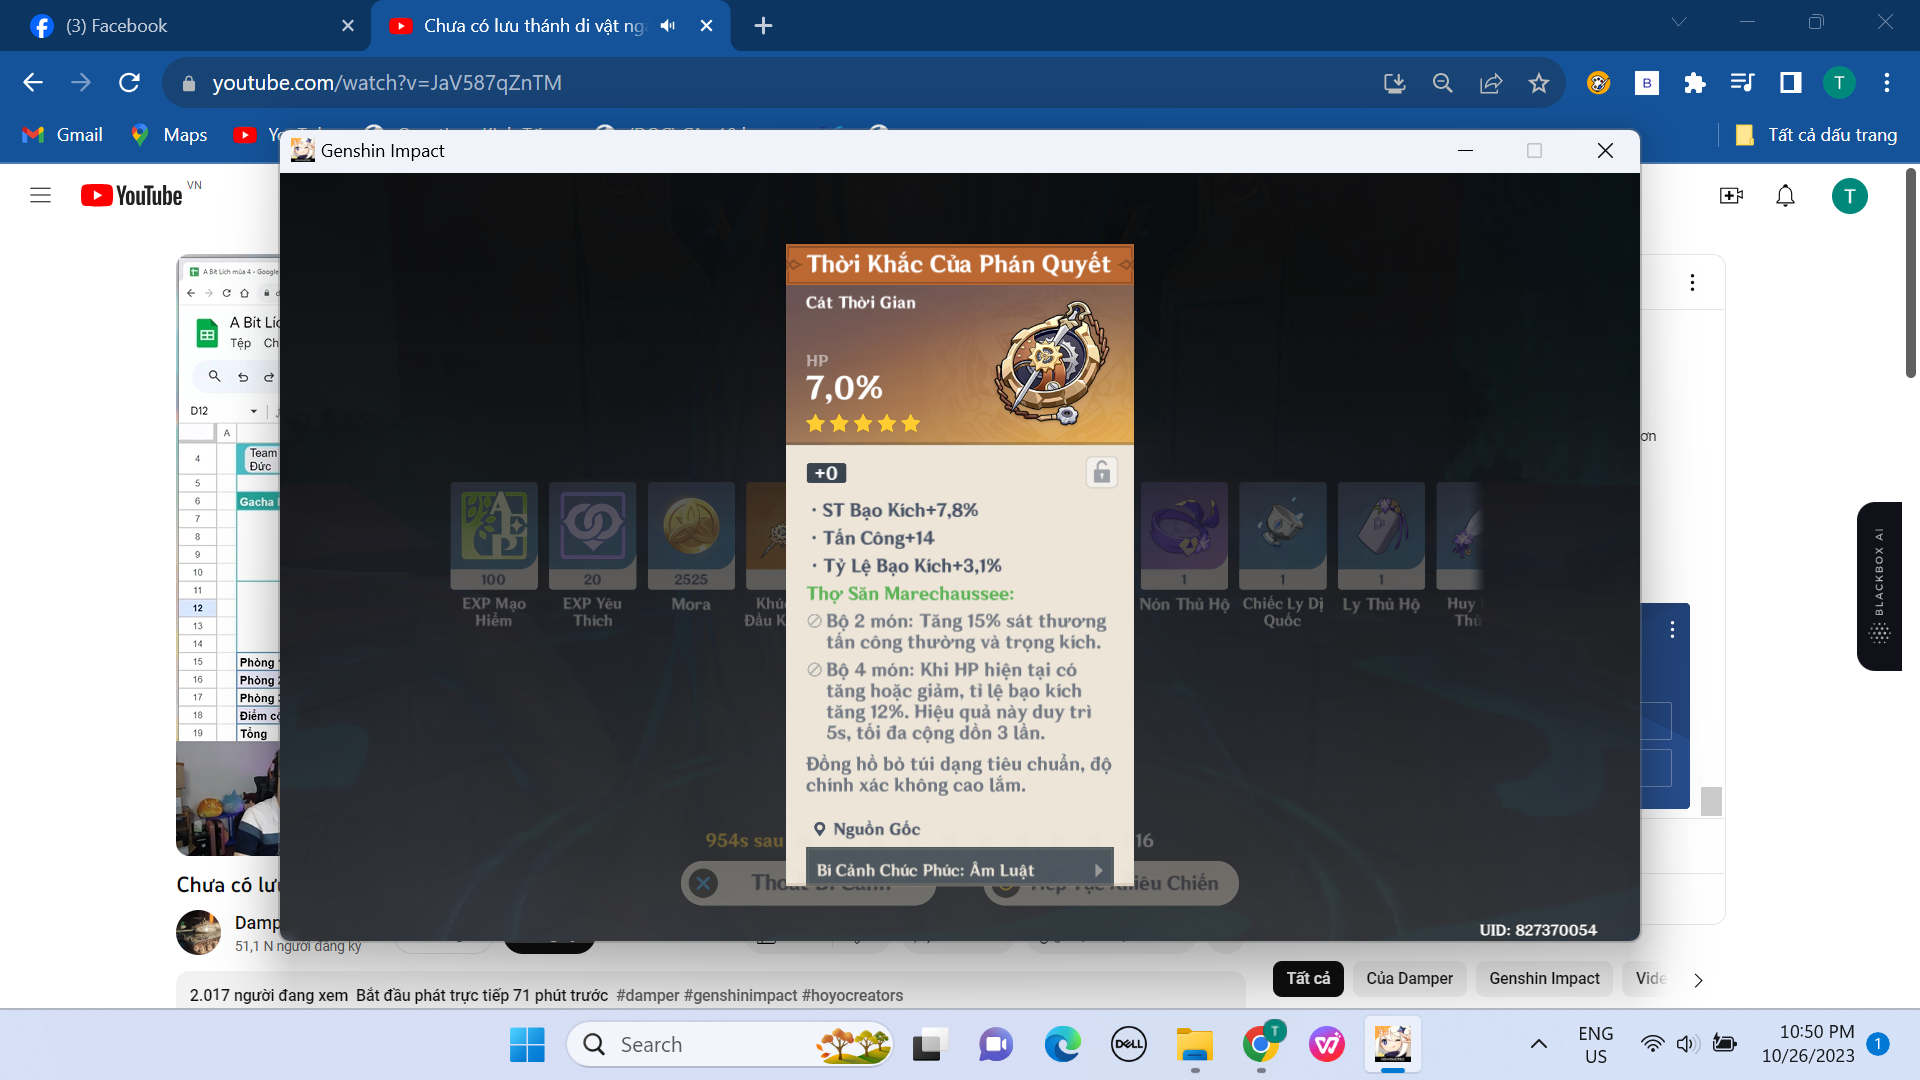 (3) Facebook
Chưa có lưu thánh di vật ng
youtube.com/watch?v=JaV587qZnTM
B
T
Gmail
Maps
Tất cả dấu trang
Genshin Impact
YouTube
VN
T
A Bít Lịch mùa 4 - Google
A Bít Lị
Tệp
D12
A
4
Team
Đức
5
6
Gacha
7
8
9
10
11
12
13
14
15
Phòng
16
Phòng
17
Phòng
18
Điểm
19
Tổng
Thời Khắc Của Phán Quyết
Cát Thời Gian
HP
7,0%
+0
· ST Bạo Kích+7,8%
· Tấn Công+14
· Tỷ Lệ Bạo Kích+3,1%
Thợ Săn Marechaussee:
Bộ 2 món: Tăng 15% sát thương
tấn công thường và trọng kích.
Bộ 4 món: Khi HP hiện tại có
tăng hoặc giảm, tỉ lệ bạo kích
tăng 12%. Hiệu quả này duy trì
5s, tối đa cộng dồn 3 lần.
Đồng hồ bỏ túi dạng tiêu chuẩn, độ
chính xác không cao lắm.
Nguồn Gốc
Bí Cảnh Chúc Phúc: Âm Luật
100
20
2525
1
1
1
EXP Mạo
Hiểm
EXP Yêu
Thích
Mora
Đầu
Nón Thủ Hộ
Chiếc Ly Dị
Quốc
Ly Thủ Hộ
Huy
Thủ
954s sau
16
Thoát Bí Cảnh
Tiếp Tục Khiêu Chiến
UID: 827370054
BLACKBOX AI
Chưa có lưu
Damp
51,1 N người đăng ký
2.017 người đang xem Bắt đầu phát trực tiếp 71 phút trước #damper #genshinimpact #hoyocreators
Tất cả
Của Damper
Genshin Impact
Vide
Search
DELL
T
ENG
US
10:50 PM
10/26/2023
1